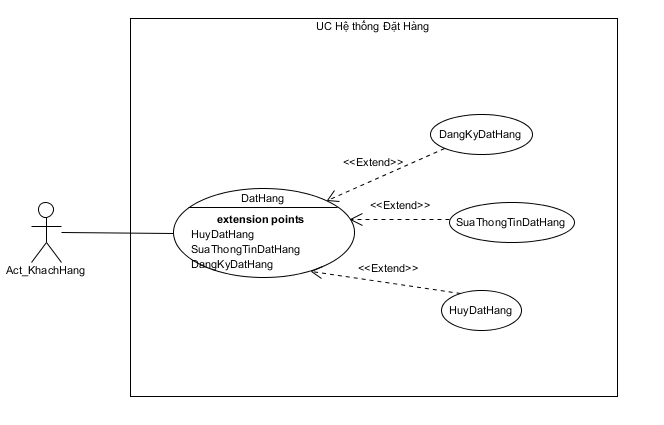 UC Hệ thống Đặt Hàng
DangKyDatHang
<<Extend>>
DatHang
<<Extend>>
extension points
SuaThongTinDatHang
HuyDatHang
SuaThongTinDatHang
DangKyDatHang
<<Extend>>
Act_KhachHang
HuyDatHang